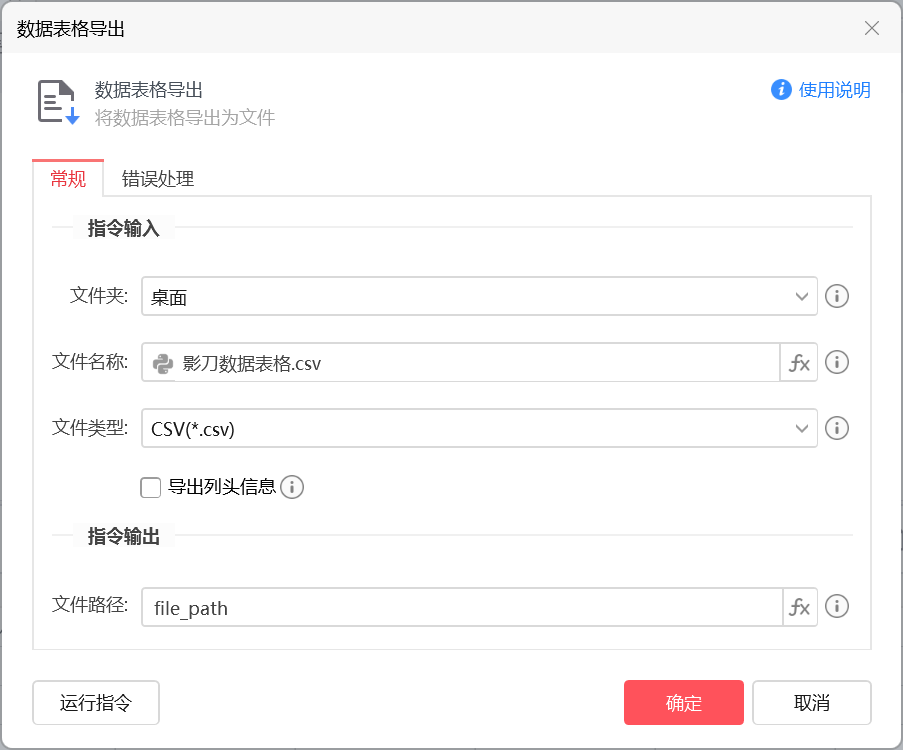 数据表格导出
数据表格导出
将数据表格导出为文件
使用说明
常规
错误处理
指令输入
文件夹:
桌面
文件名称:
影刀数据表格.csv
fx
文件类型:
CSV(*.csv)
导出列头信息
指令输出
文件路径:
file_path
fx
运行指令
确定
取消